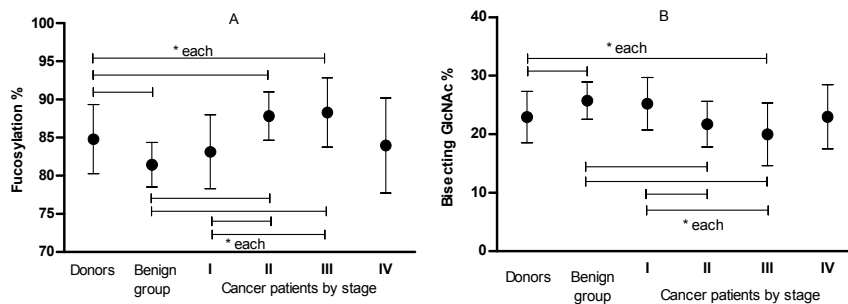 A
Fucosylation %
100
95
90
85
80
75
70
* each
* each
Donors
Benign
group
I
II
III
IV
Cancer patients by stage
B
Bisecting GlcNAc %
40
30
20
10
0
* each
* each
Donors
Benign
group
I
II
III
IV
Cancer patients by stage